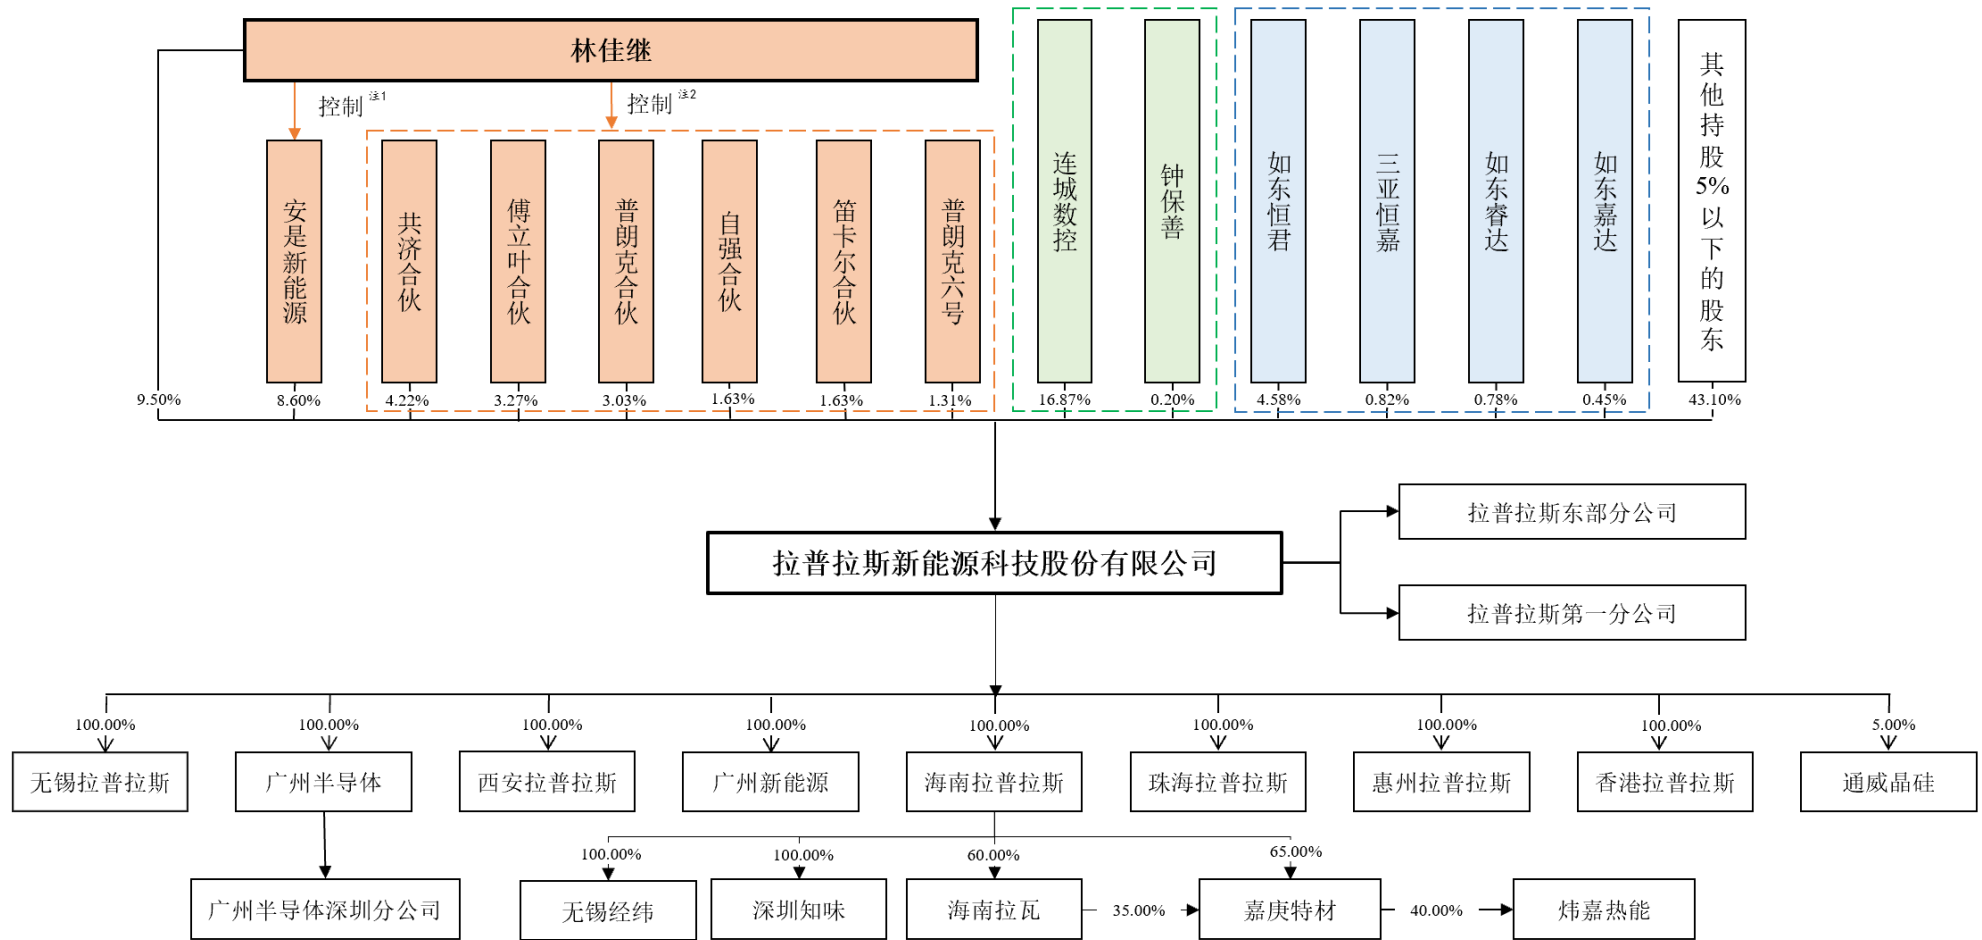 林佳继
控制注1
控制注2
安是新能源
共济合伙
傅立叶合伙
普朗克合伙
自强合伙
笛卡尔合伙
普朗克六号
连城数控
钟保善
如东恒君
三亚恒嘉
如东睿达
如东嘉达
其他持股5%以下的股东
9.50%
8.60%
4.22%
3.27%
3.03%
1.63%
1.63%
1.31%
16.87%
0.20%
4.58%
0.82%
0.78%
0.45%
43.10%
拉普拉斯新能源科技股份有限公司
拉普拉斯东部分公司
拉普拉斯第一分公司
100.00%
100.00%
100.00%
100.00%
100.00%
100.00%
100.00%
100.00%
5.00%
无锡拉普拉斯
广州半导体
西安拉普拉斯
广州新能源
海南拉普拉斯
珠海拉普拉斯
惠州拉普拉斯
香港拉普拉斯
通威晶硅
100.00%
100.00%
60.00%
65.00%
广州半导体深圳分公司
无锡经纬
深圳知味
海南拉瓦
35.00%
嘉庚特材
40.00%
炜嘉热能